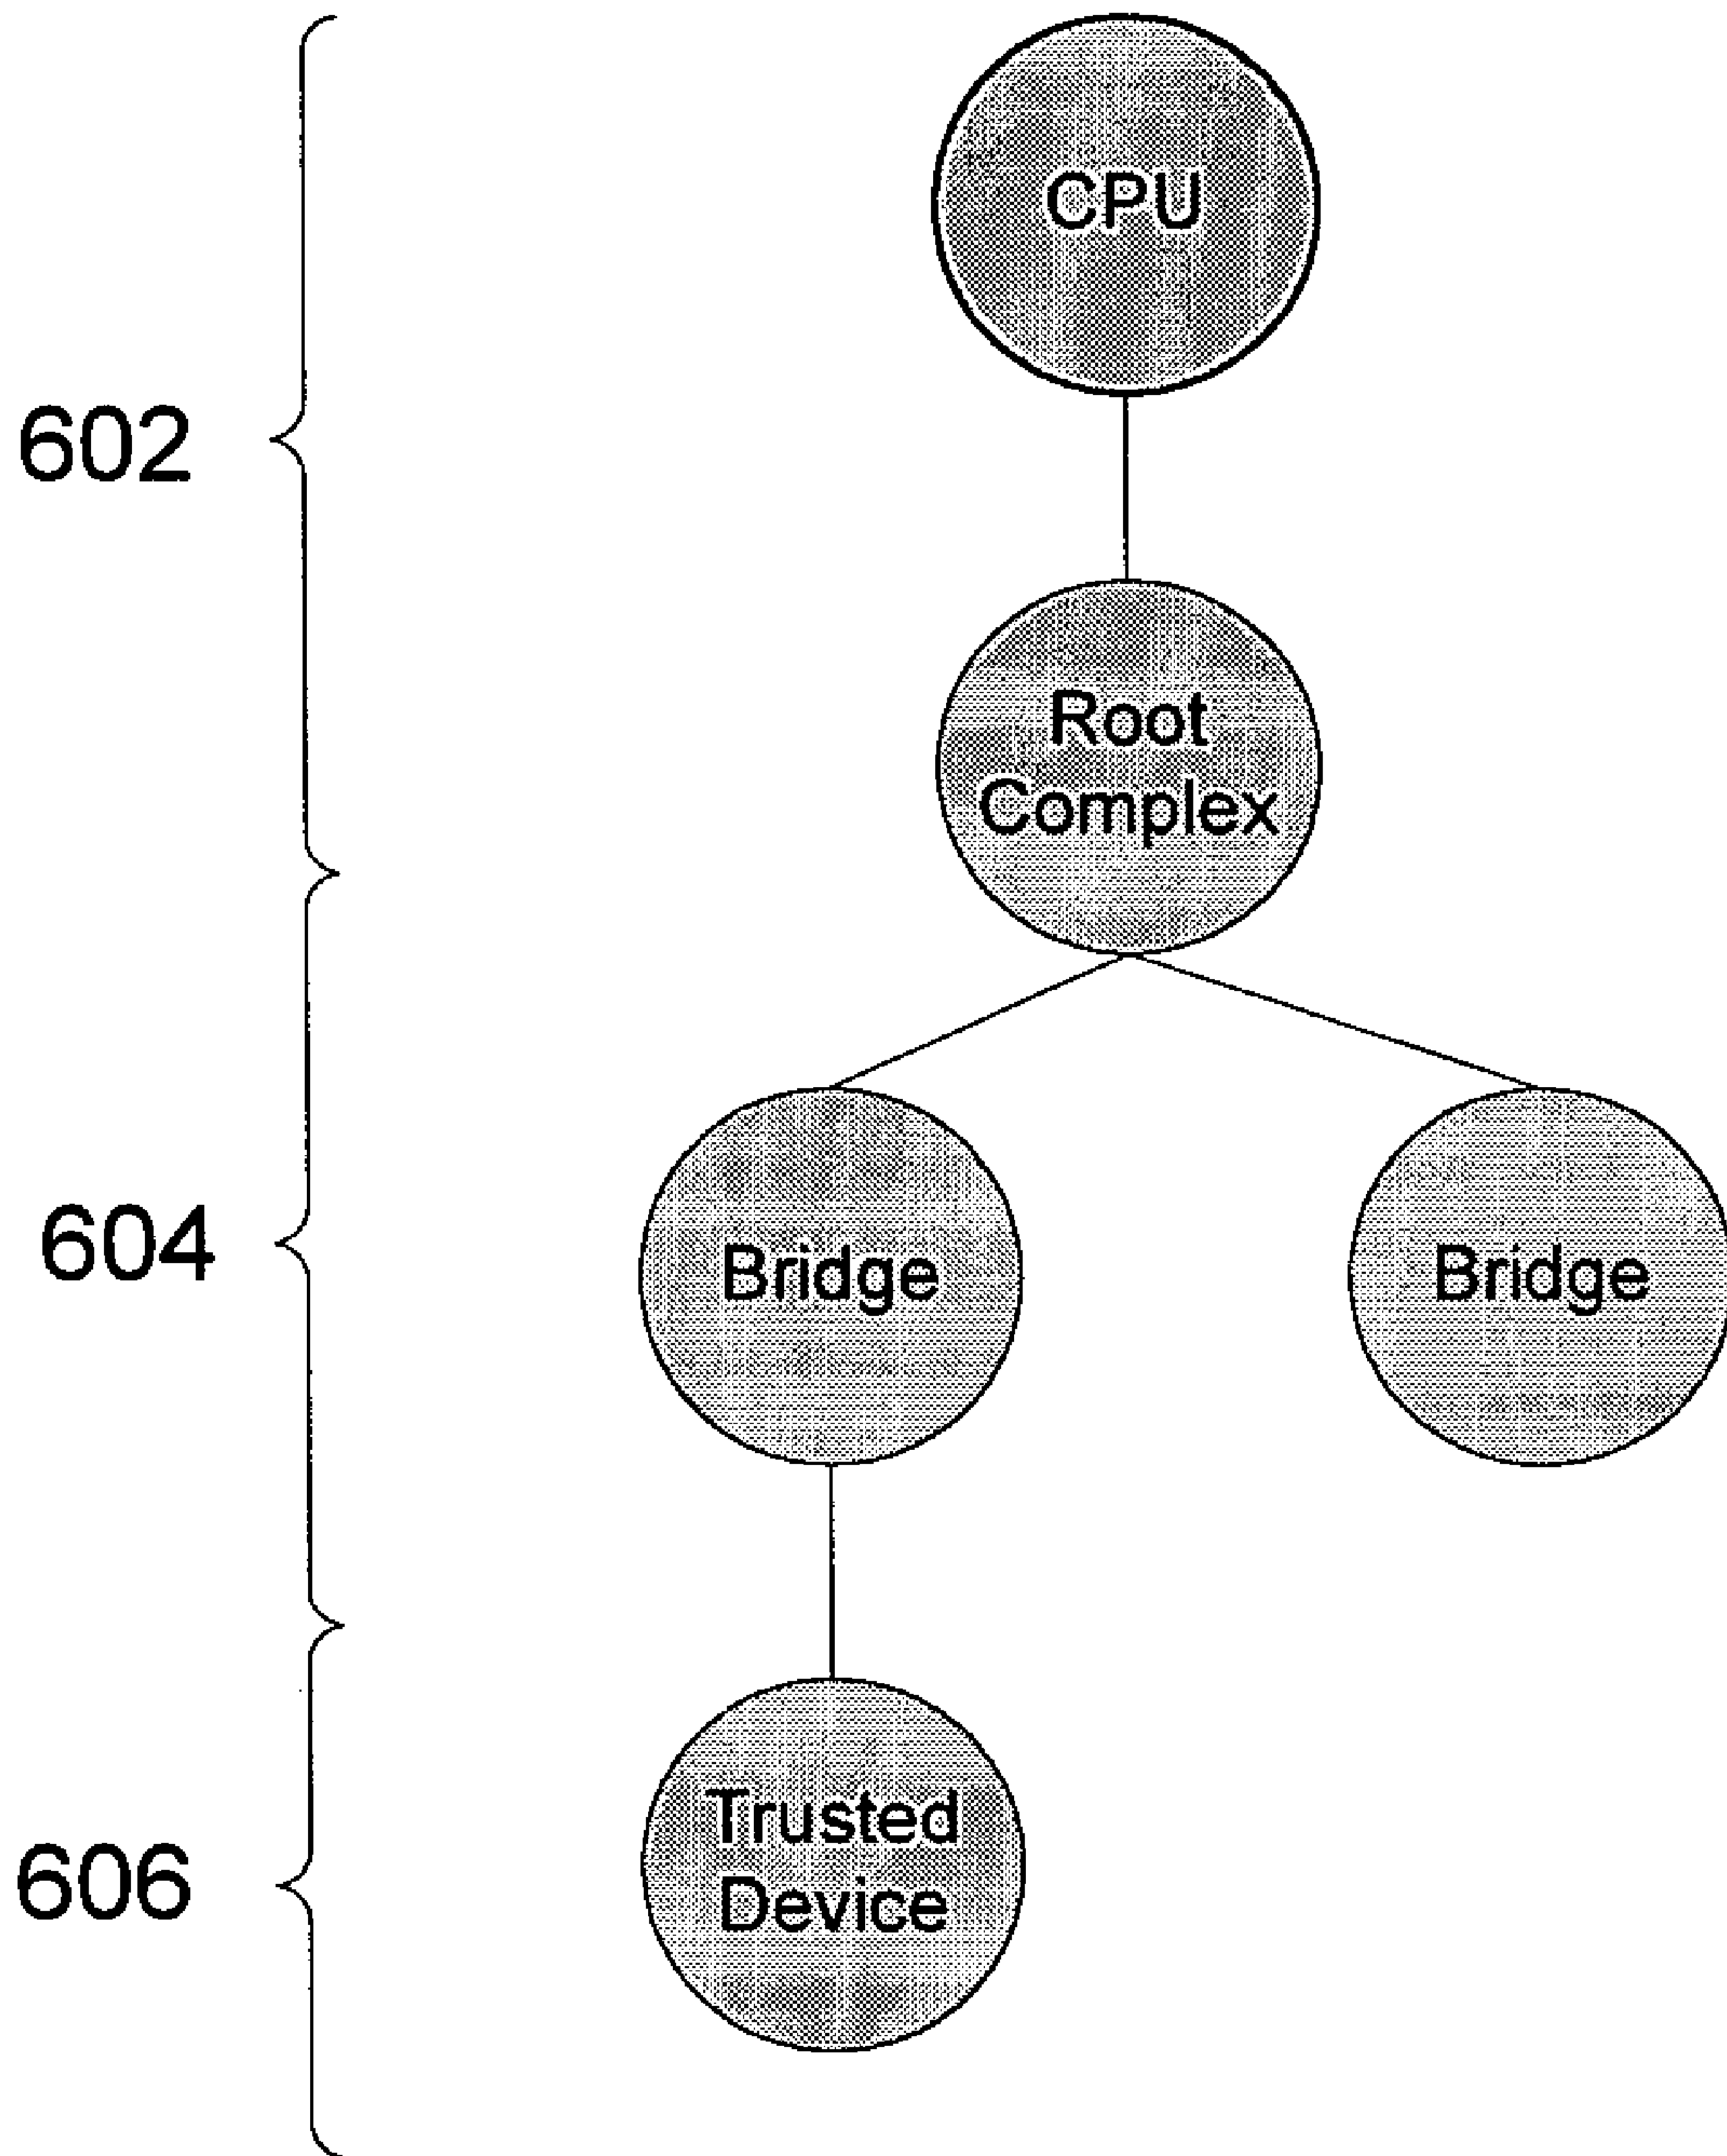 CPU
602
Root
Complex
604
Bridge
Bridge
606
Trusted
Device